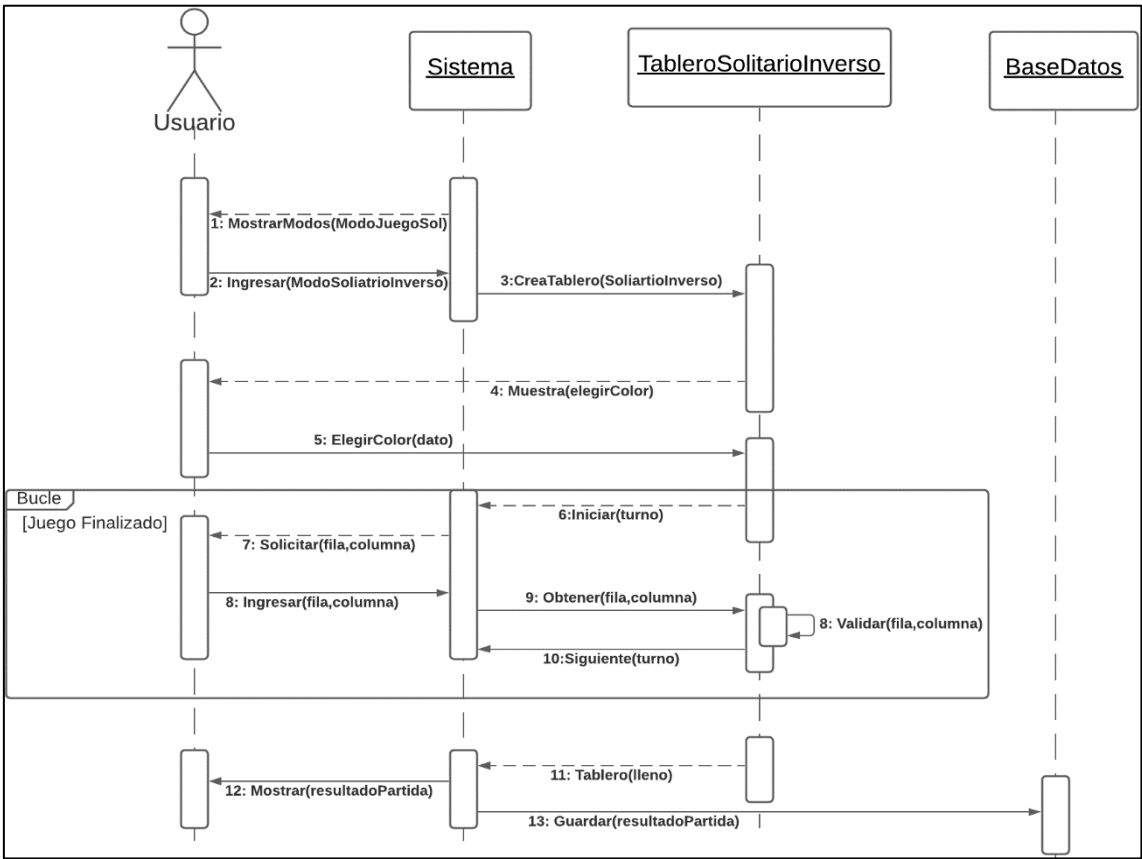 Usuario
Sistema
TableroSolitarioInverso
BaseDatos
1: MostrarModos(ModoJuegoSol)
2: Ingresar(ModoSoliatrioInverso)
3:CreaTablero(SoliartioInverso)
4: Muestra(elegirColor)
5: ElegirColor(dato)
Bucle
[Juego Finalizado]
6:Iniciar(turno)
7: Solicitar(fila,columna)
8: Ingresar(fila,columna)
9: Obtener(fila,columna)
8: Validar(fila,columna)
10:Siguiente(turno)
11: Tablero(lleno)
12: Mostrar(resultadoPartida)
13: Guardar(resultadoPartida)